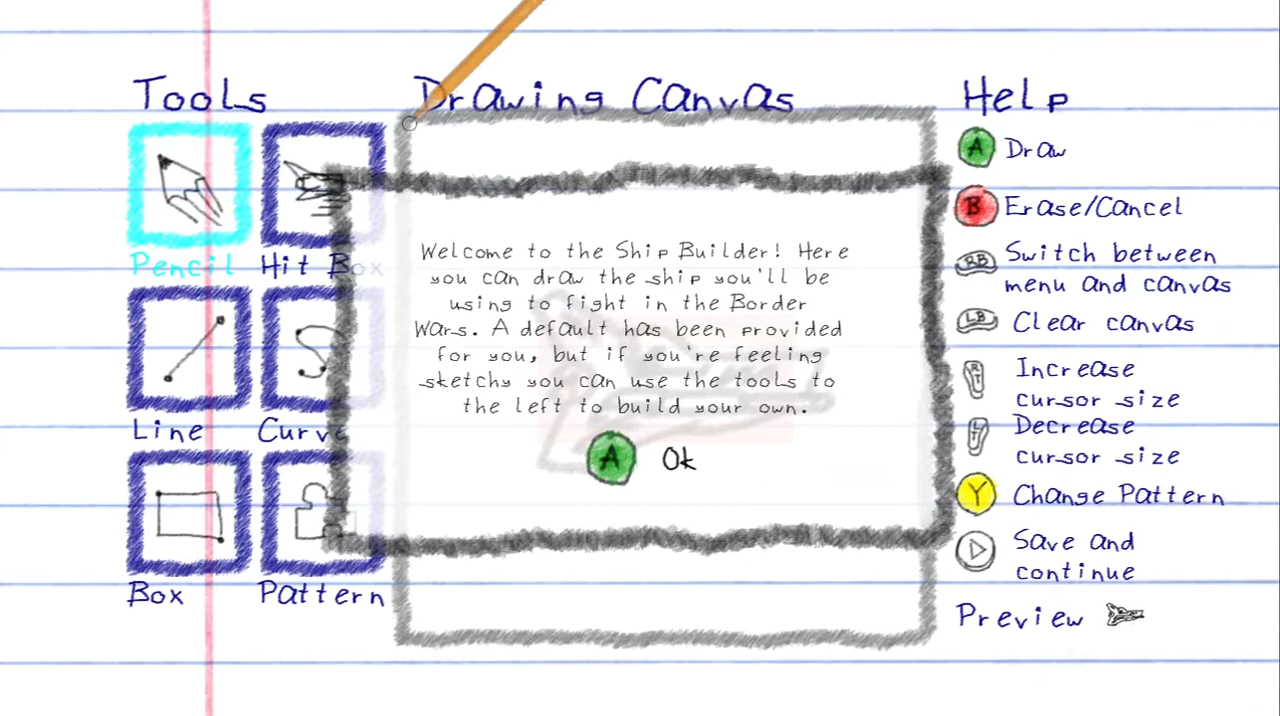 Tools
Drawing Canvas
Help
Pencil
Hit Box
Line
Curve
Box
Pattern
Welcome to the Ship Builder! Here
you can draw the ship you'll be
using to fight in the Border
Wars. A default has been provided
for you, but if you're feeling
sketchy you can use the tools to
the left to build your own.
A Ok
A Draw
B Erase/Cancel
RB Switch between
menu and canvas
LB Clear canvas
RT Increase
cursor size
LT Decrease
cursor size
Y Change Pattern
Save and
continue
Preview